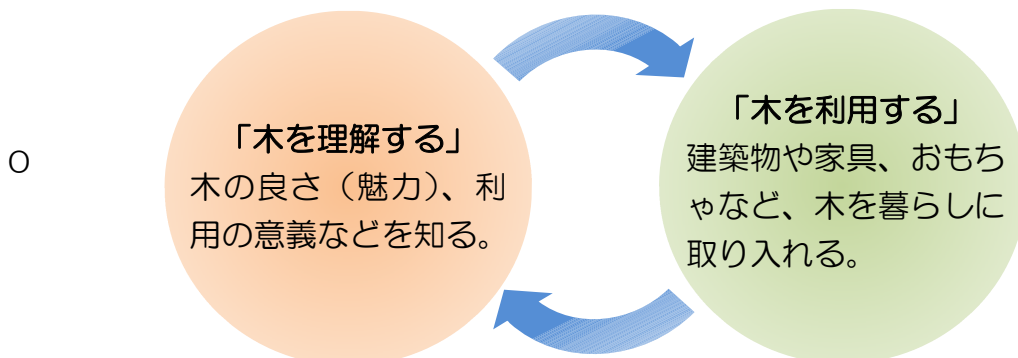 O
「木を理解する」
木の良さ（魅力）、利
用の意義などを知る。
「木を利用する」
建築物や家具、おもち
ゃなど、木を暮らしに
取り入れる。